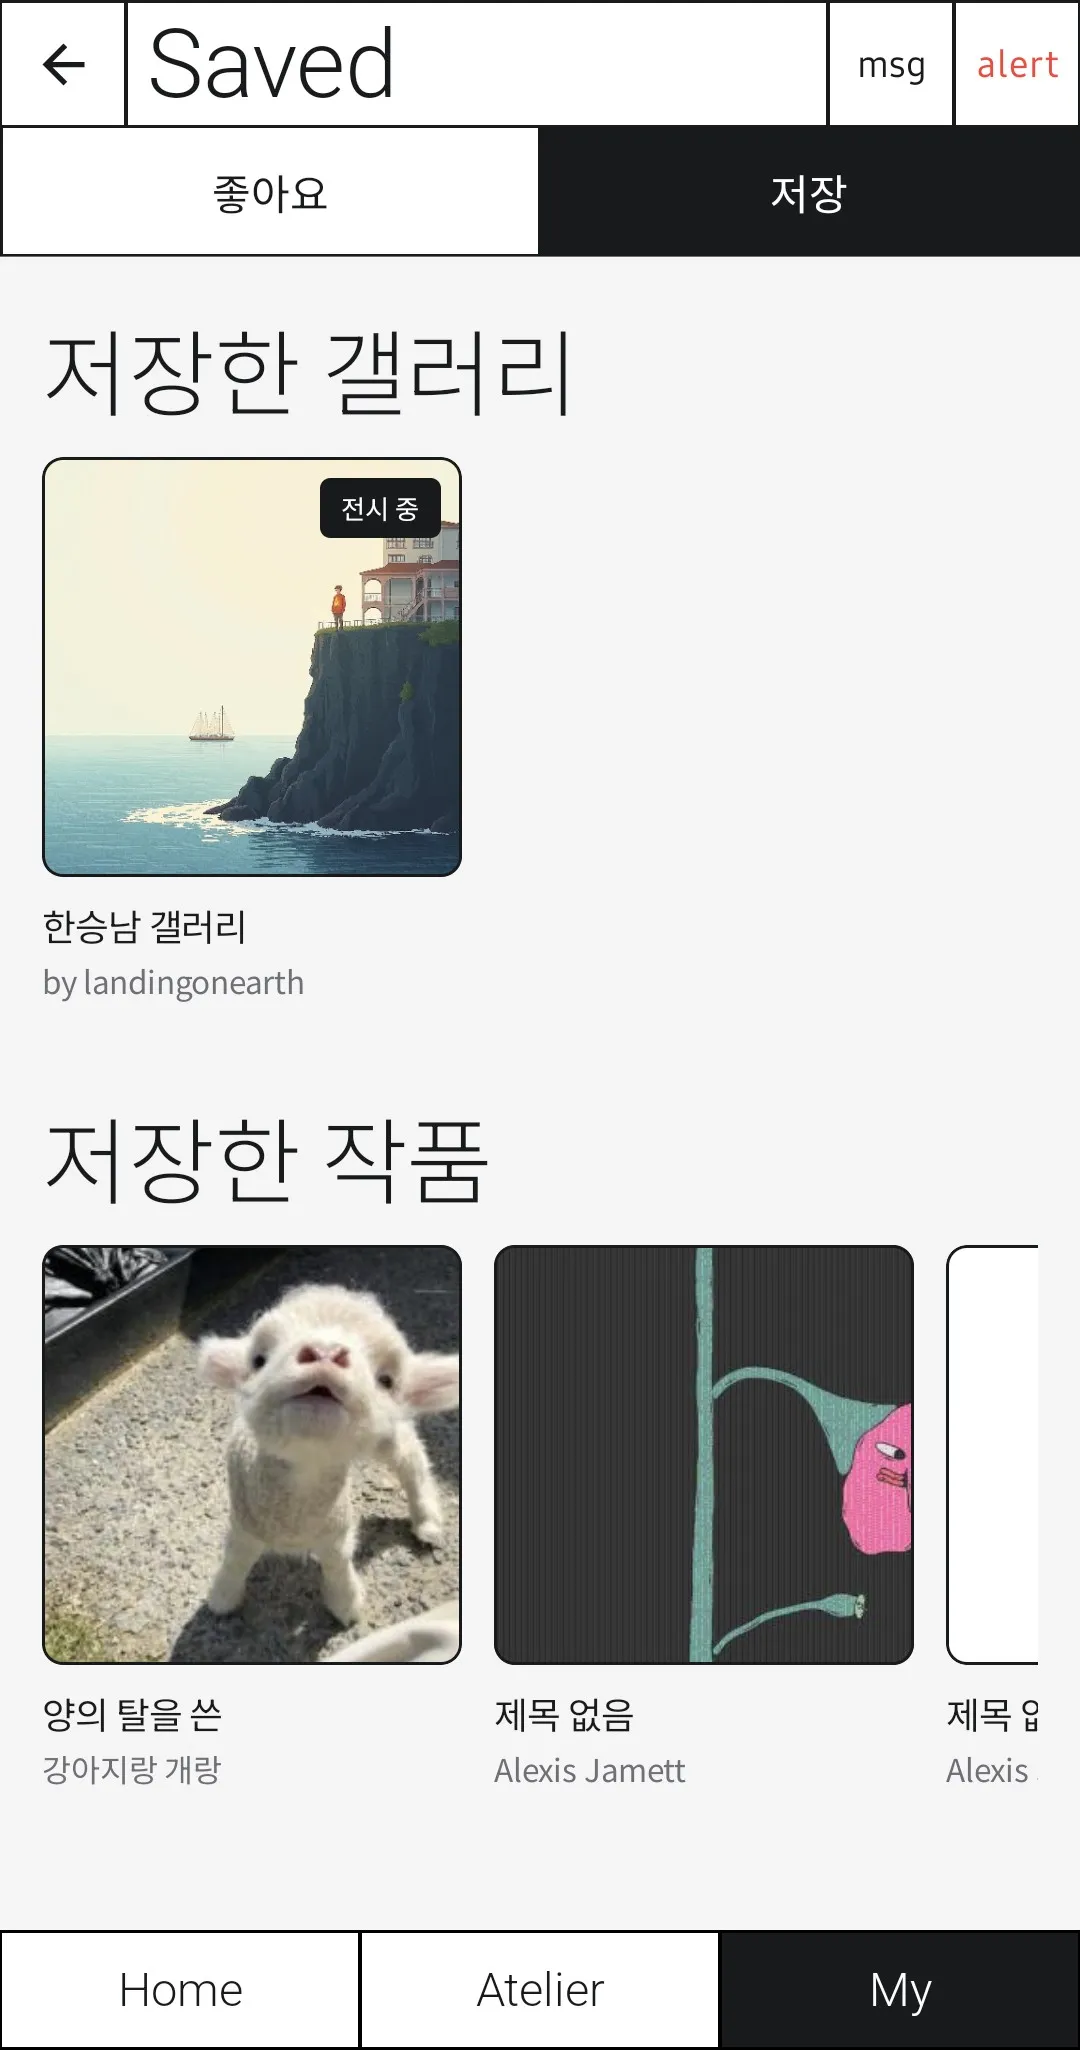 Saved
msg
alert
좋아요
저장
저장한 갤러리
전시 중
한승남 갤러리
by landingonearth
저장한 작품
양의 탈을 쓴
강아지랑 개랑
제목 없음
Alexis Jamett
제목
Alexis
Home
Atelier
My